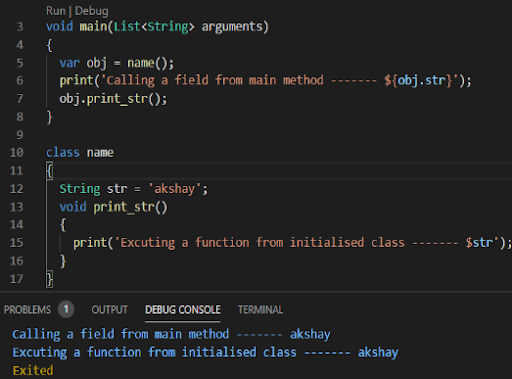 Run | Debug
3 void main(List<String> arguments)
4 {
5 var obj = name();
6 print('Calling a field from main method ------- ${obj.str}');
7 obj.print_str();
8 }
9
10 class name
11 {
12 String str = 'akshay';
13 void print_str()
14 {
15 print('Excuting a function from initialised class ------- $str');
16 }
17 }
PROBLEMS 1 OUTPUT DEBUG CONSOLE TERMINAL
Calling a field from main method ------- akshay
Excuting a function from initialised class ------- akshay
Exited